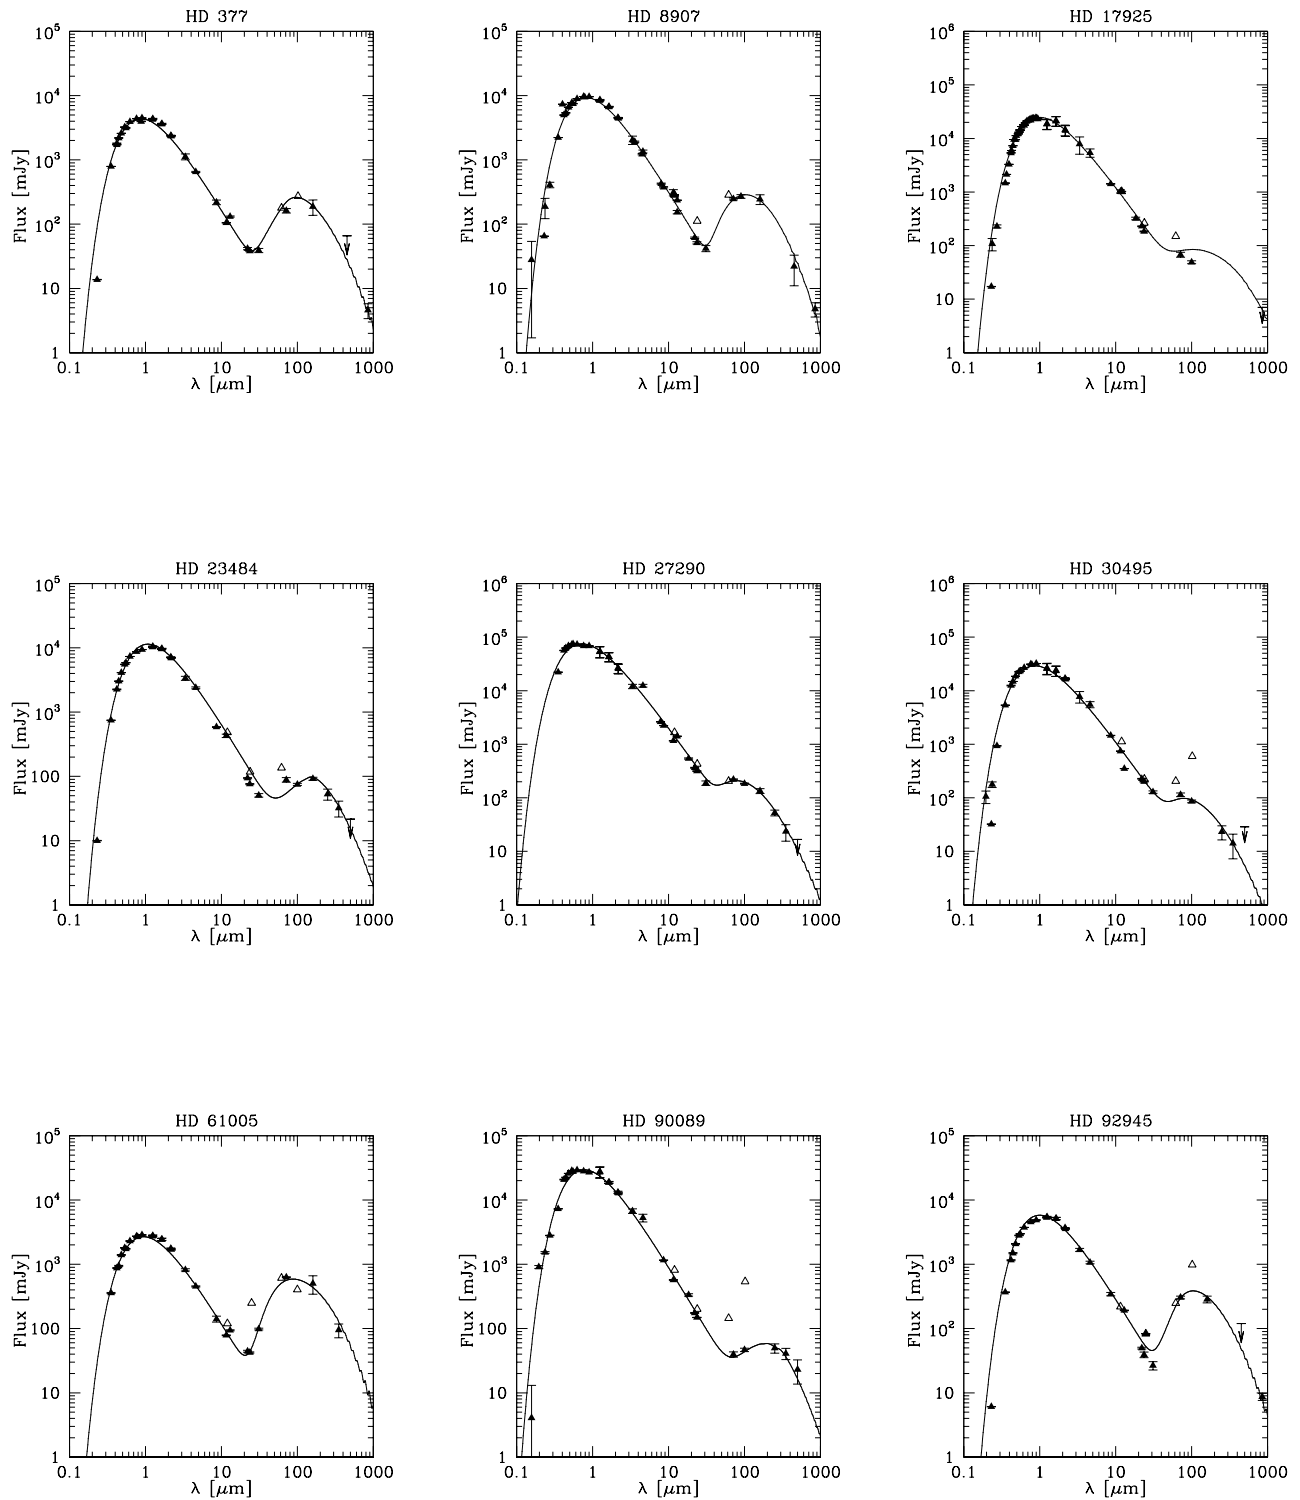 HD 377 HD 8907 HD 17925
10^5 10^5 10^6
10^4 10^4 10^5
10^3 10^3 10^4
10^2 10^2 10^3
10 10 10^2
1 1 10
1
Flux [mJy] Flux [mJy] Flux [mJy]
0.1 1 10 100 1000 0.1 1 10 100 1000 0.1 1 10 100 1000
λ [μm] λ [μm] λ [μm]
HD 23484 HD 27290 HD 30495
10^5 10^6 10^6
10^4 10^5 10^5
10^3 10^4 10^4
100 10^3 10^3
10 10^2 10^2
1 10 10
1 1
Flux [mJy] Flux [mJy] Flux [mJy]
0.1 1 10 100 1000 0.1 1 10 100 1000 0.1 1 10 100 1000
λ [μm] λ [μm] λ [μm]
HD 61005 HD 90089 HD 92945
10^5 10^5 10^5
10^4 10^4 10^4
10^3 10^3 10^3
100 100 10^2
10 10 10
1 1 1
Flux [mJy] Flux [mJy] Flux [mJy]
0.1 1 10 100 1000 0.1 1 10 100 1000 0.1 1 10 100 1000
λ [μm] λ [μm] λ [μm]